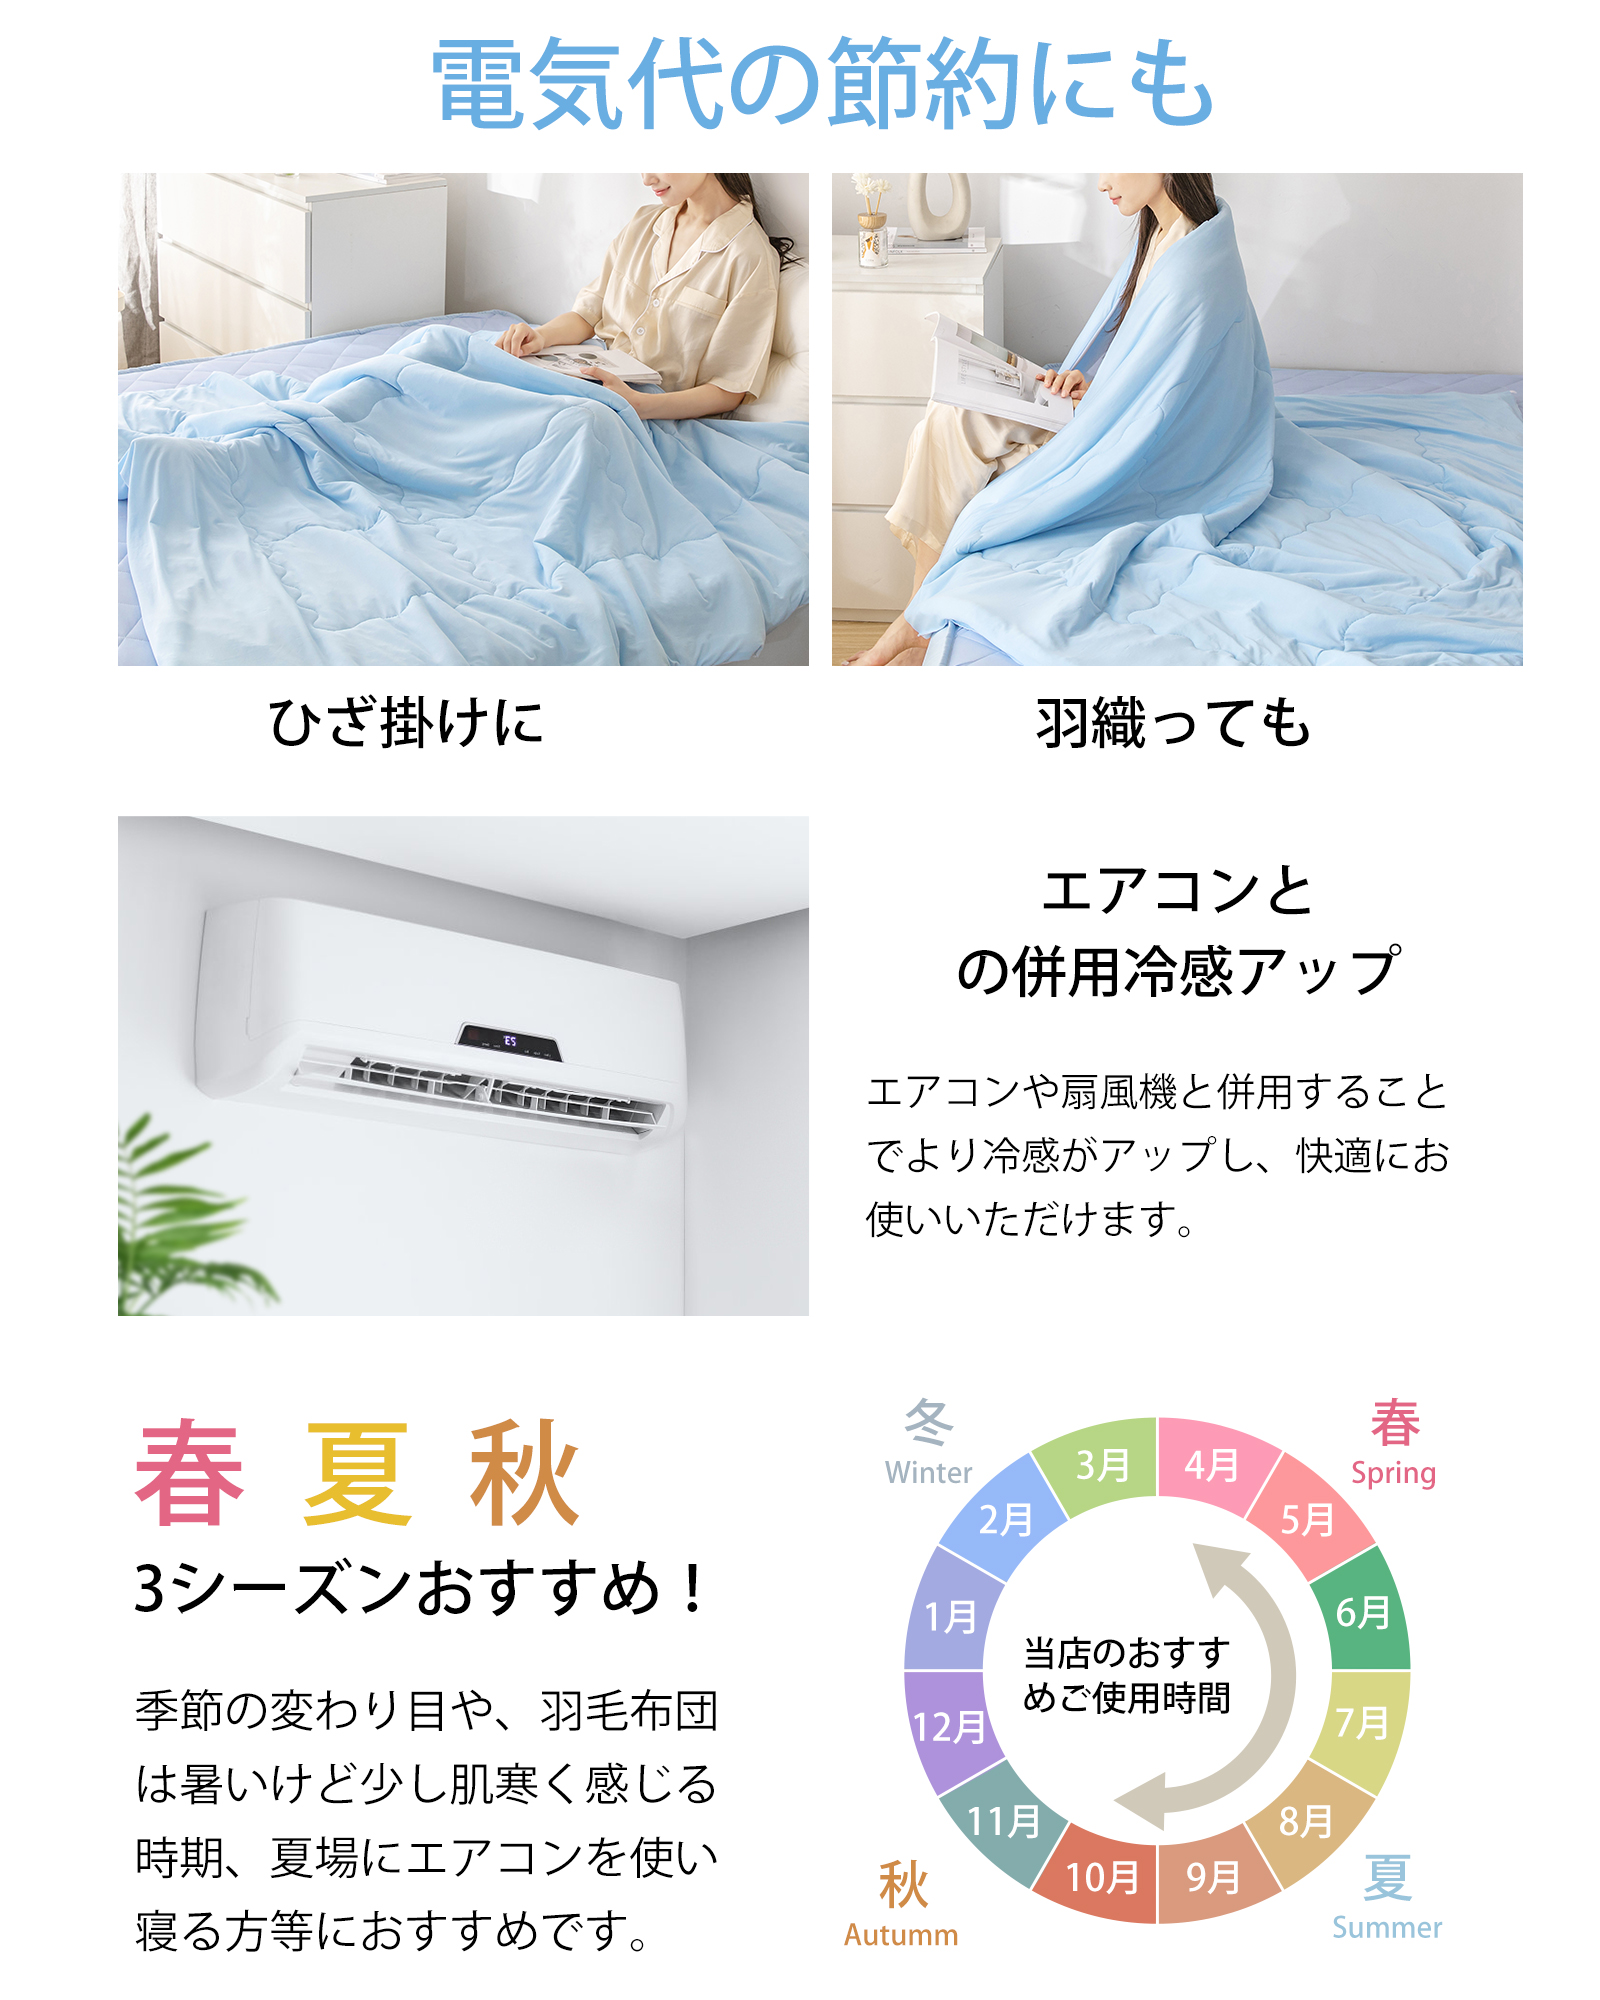 電気代の節約にも
ひざ掛けに
羽織っても
エアコンと
の併用冷感アップ
エアコンや扇風機と併用すること
でより冷感がアップし、快適にお
使いいただけます。
春 夏 秋
3シーズンおすすめ！
季節の変わり目や、羽毛布団
は暑いけど少し肌寒く感じる
時期、夏場にエアコンを使い
寝る方等におすすめです。
冬
Winter
春
Spring
3月
4月
5月
6月
7月
8月
9月
10月
11月
12月
1月
2月
当店のおすす
めご使用時間
秋
Autumm
夏
Summer